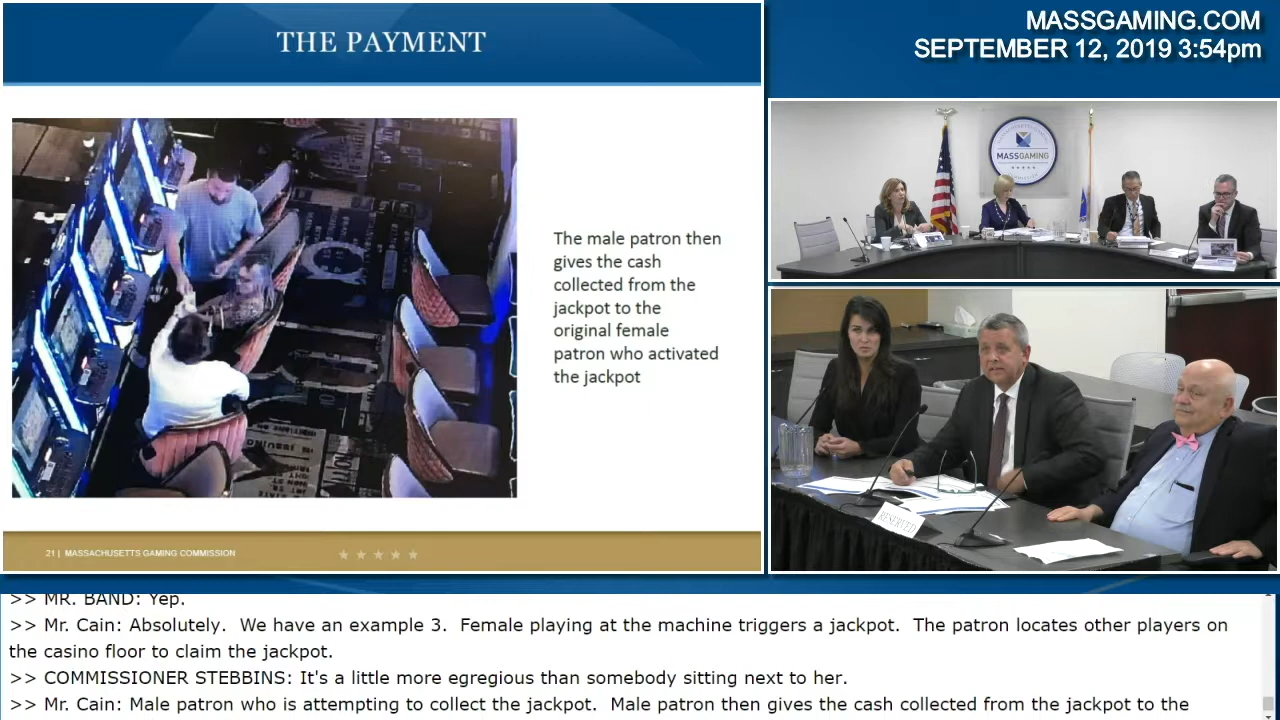 THE PAYMENT
The male patron then
gives the cash
collected from the
jackpot to the
original female
patron who activated
the jackpot
21 | MASSACHUSETTS GAMING COMMISSION
MASSGAMING.COM
SEPTEMBER 12, 2019 3:54pm
MASSGAMING
RESERVED
>> MR. BAND: Yep.
>> Mr. Cain: Absolutely.  We have an example 3.  Female playing at the machine triggers a jackpot.  The patron locates other players on
the casino floor to claim the jackpot.
>> COMMISSIONER STEBBINS: It's a little more egregious than somebody sitting next to her.
>> Mr. Cain: Male patron who is attempting to collect the jackpot.  Male patron then gives the cash collected from the jackpot to the